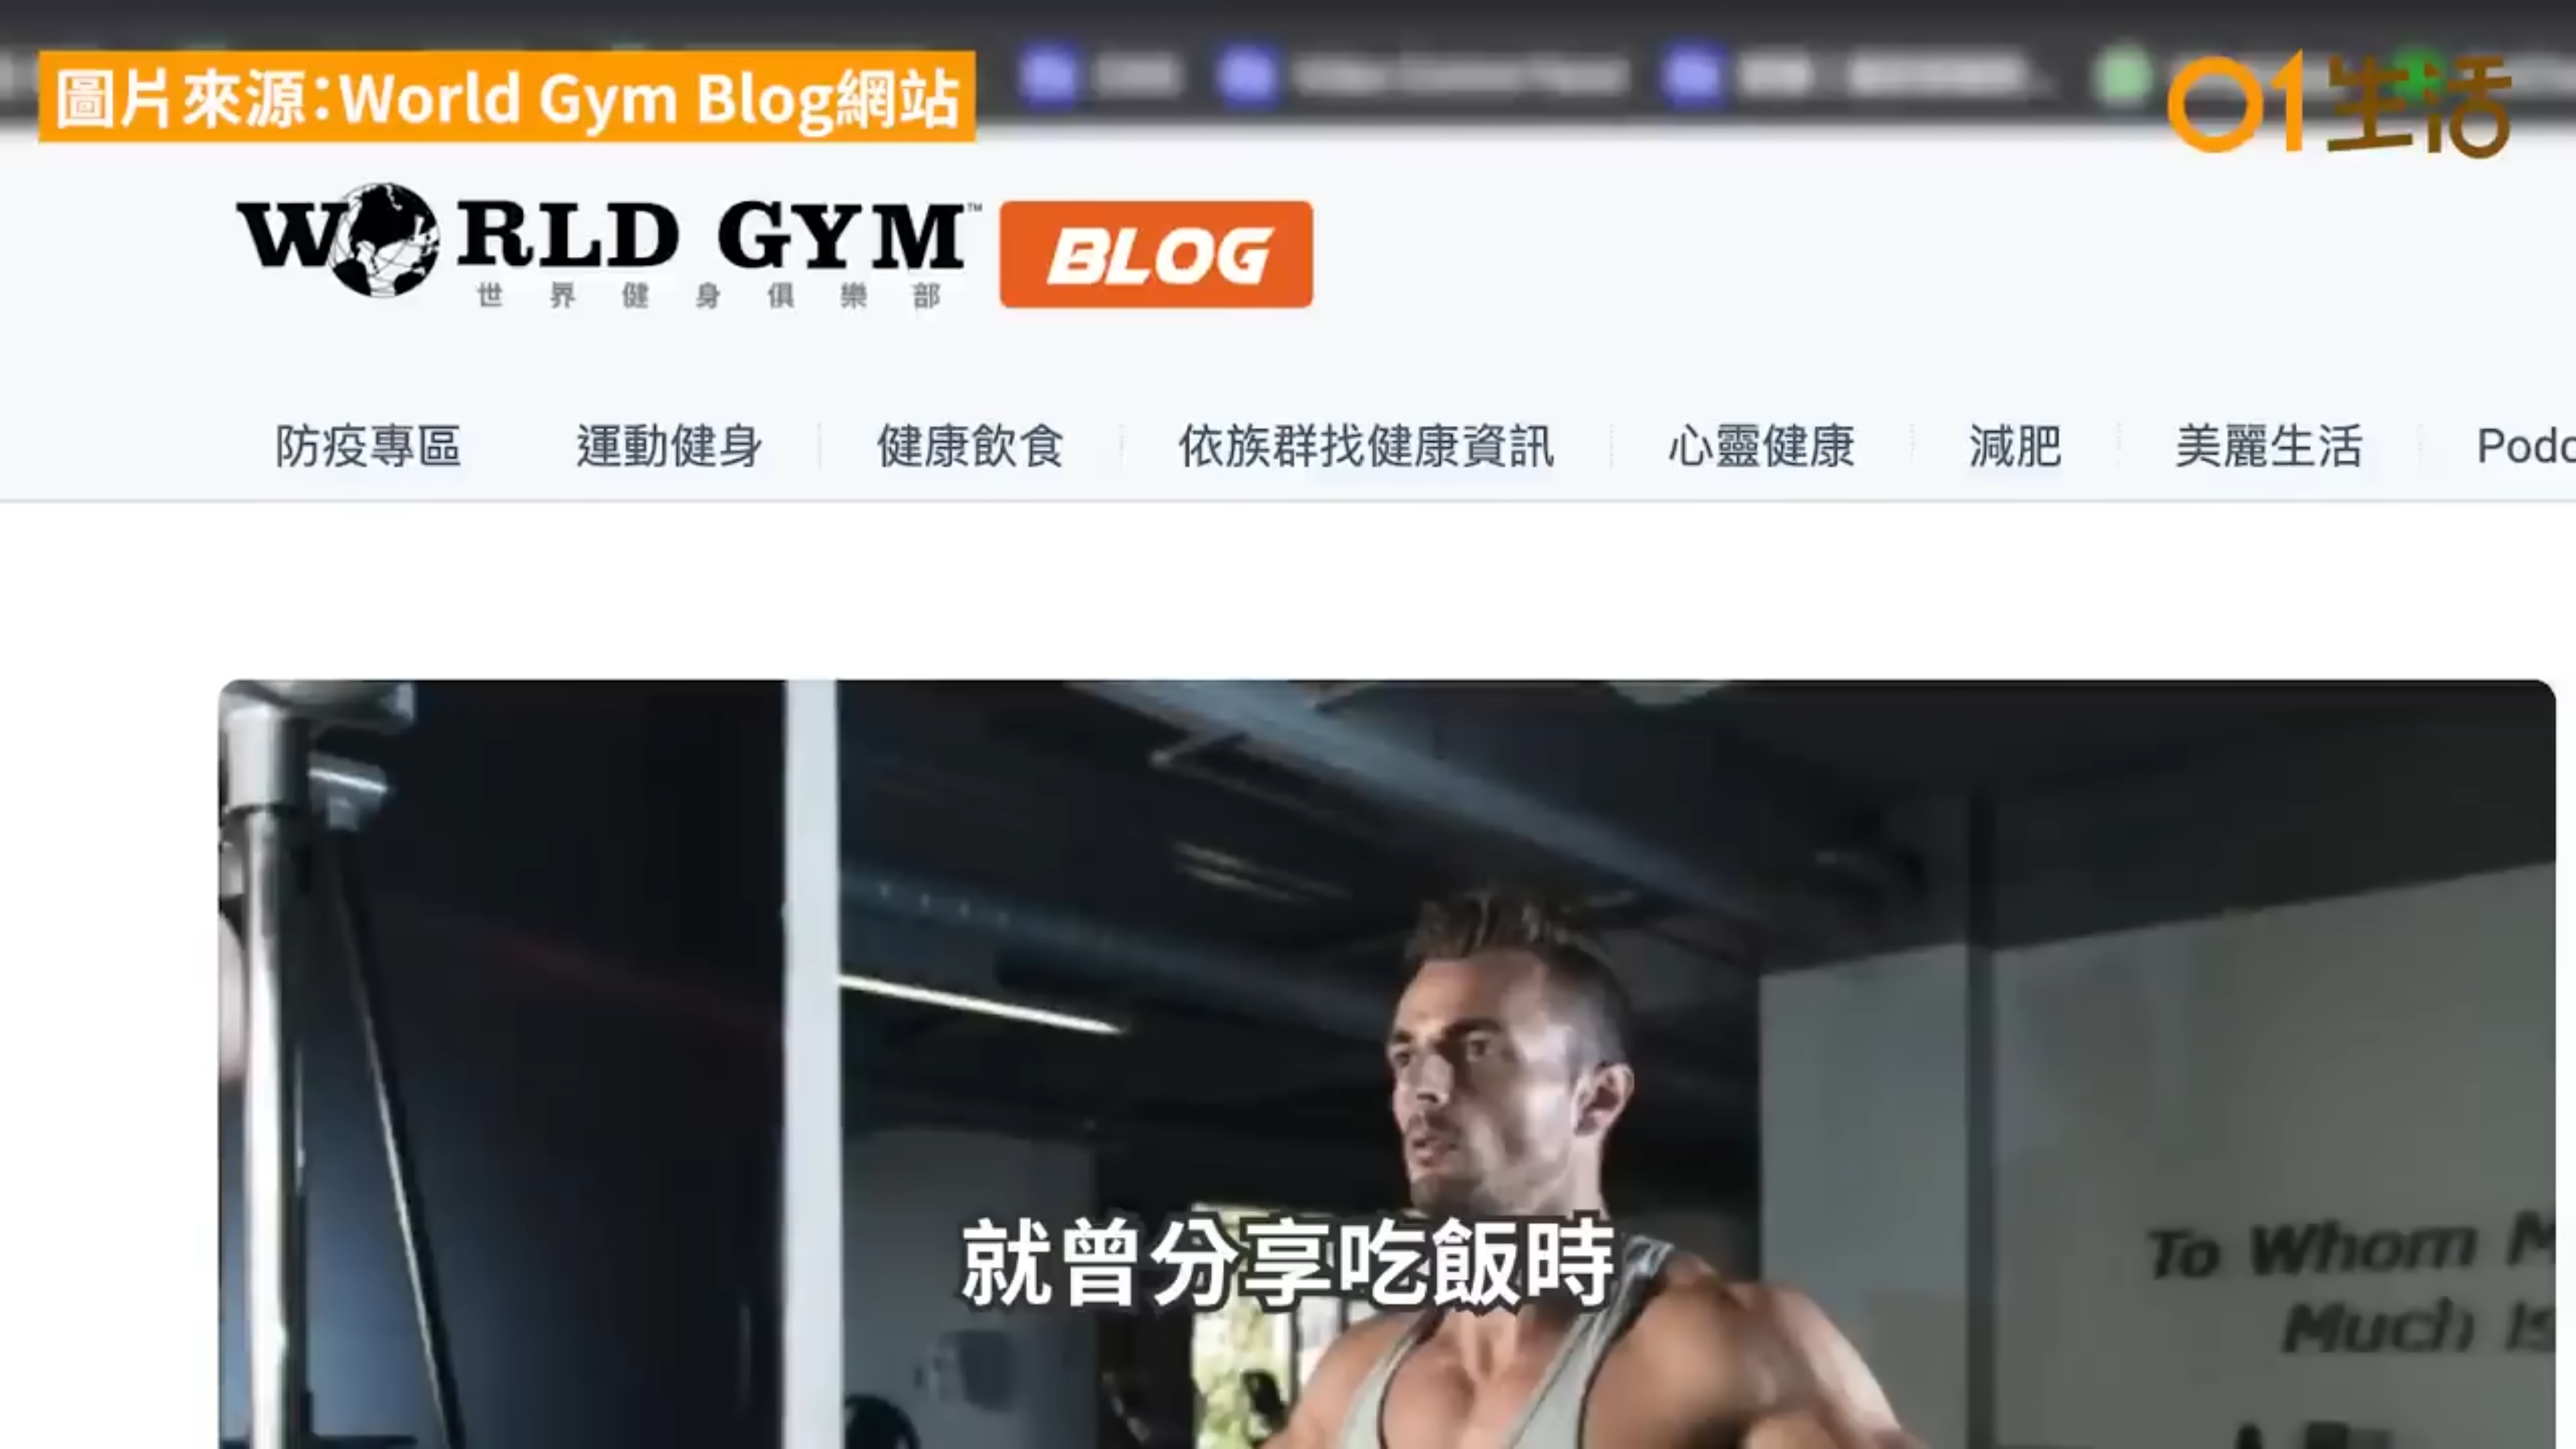 圖片來源：World Gym Blog網站
01生活
WORLD GYM™
BLOG
世界健身俱樂部
防疫專區 運動健身 健康飲食 依族群找健康資訊 心靈健康 減肥 美麗生活 Podc
To Whom M
Much Is
就曾分享吃飯時